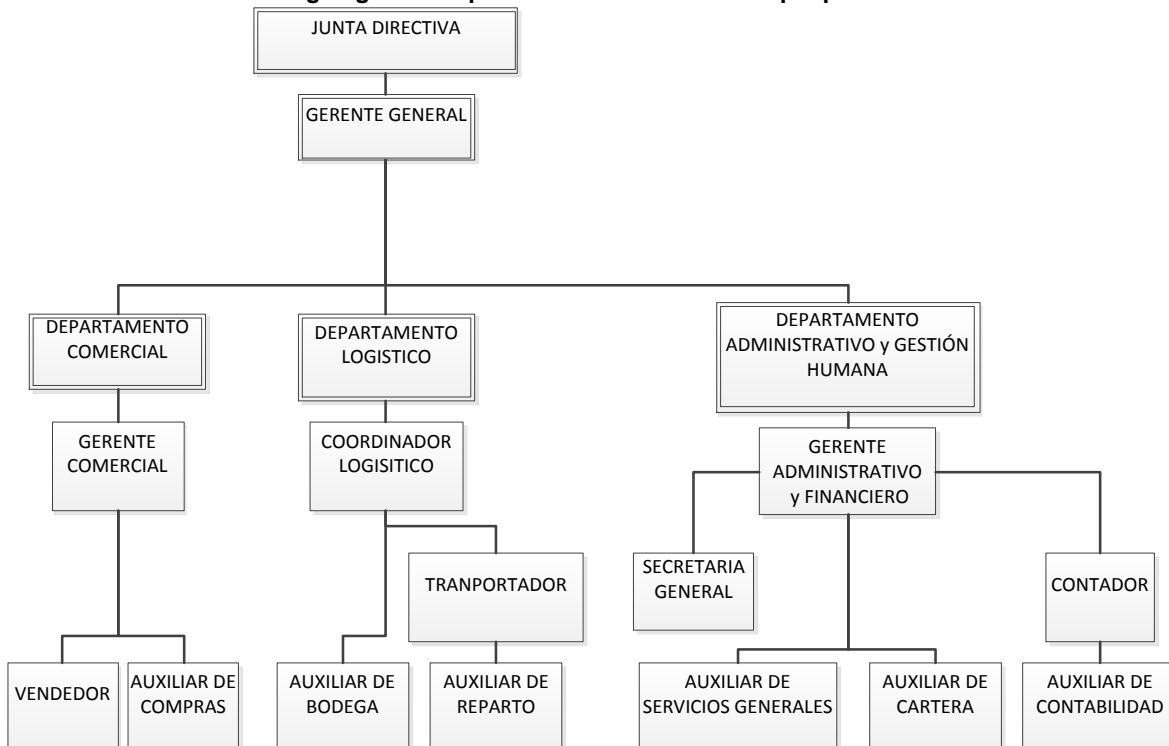 JUNTA DIRECTIVA
GERENTE GENERAL
DEPARTAMENTO
COMERCIAL
DEPARTAMENTO
LOGISTICO
DEPARTAMENTO
ADMINISTRATIVO y GESTIÓN
HUMANA
GERENTE
COMERCIAL
COORDINADOR
LOGISITICO
GERENTE
ADMINISTRATIVO
y FINANCIERO
TRANPORTADOR
SECRETARIA
GENERAL
CONTADOR
VENDEDOR
AUXILIAR DE
COMPRAS
AUXILIAR DE
BODEGA
AUXILIAR DE
REPARTO
AUXILIAR DE
SERVICIOS GENERALES
AUXILIAR DE
CARTERA
AUXILIAR DE
CONTABILIDAD